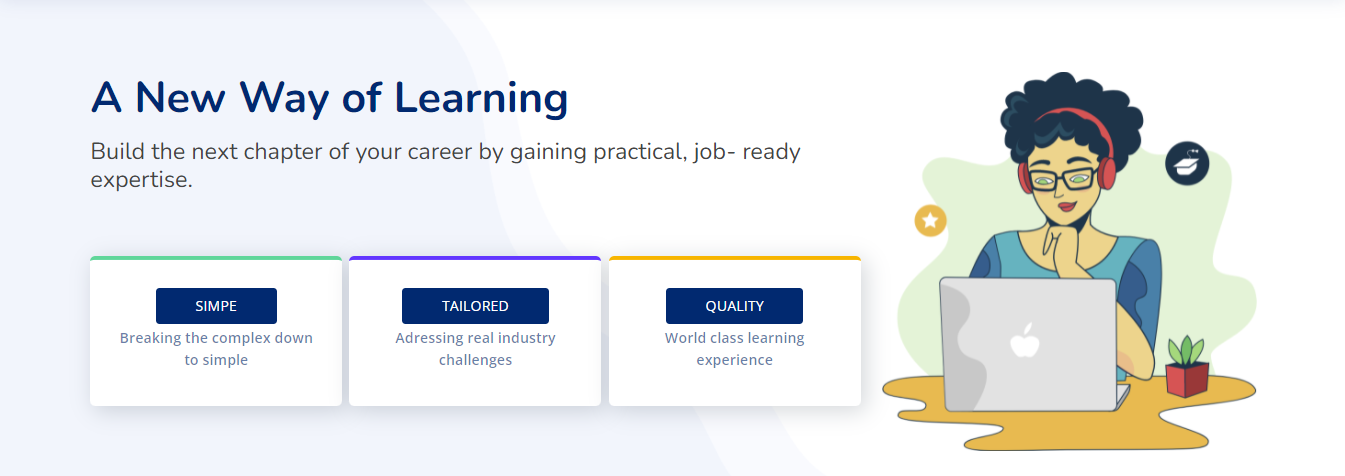 A New Way of Learning
Build the next chapter of your career by gaining practical, job- ready
expertise.
SIMPE
Breaking the complex down
to simple
TAILORED
Adressing real industry
challenges
QUALITY
World class learning
experience